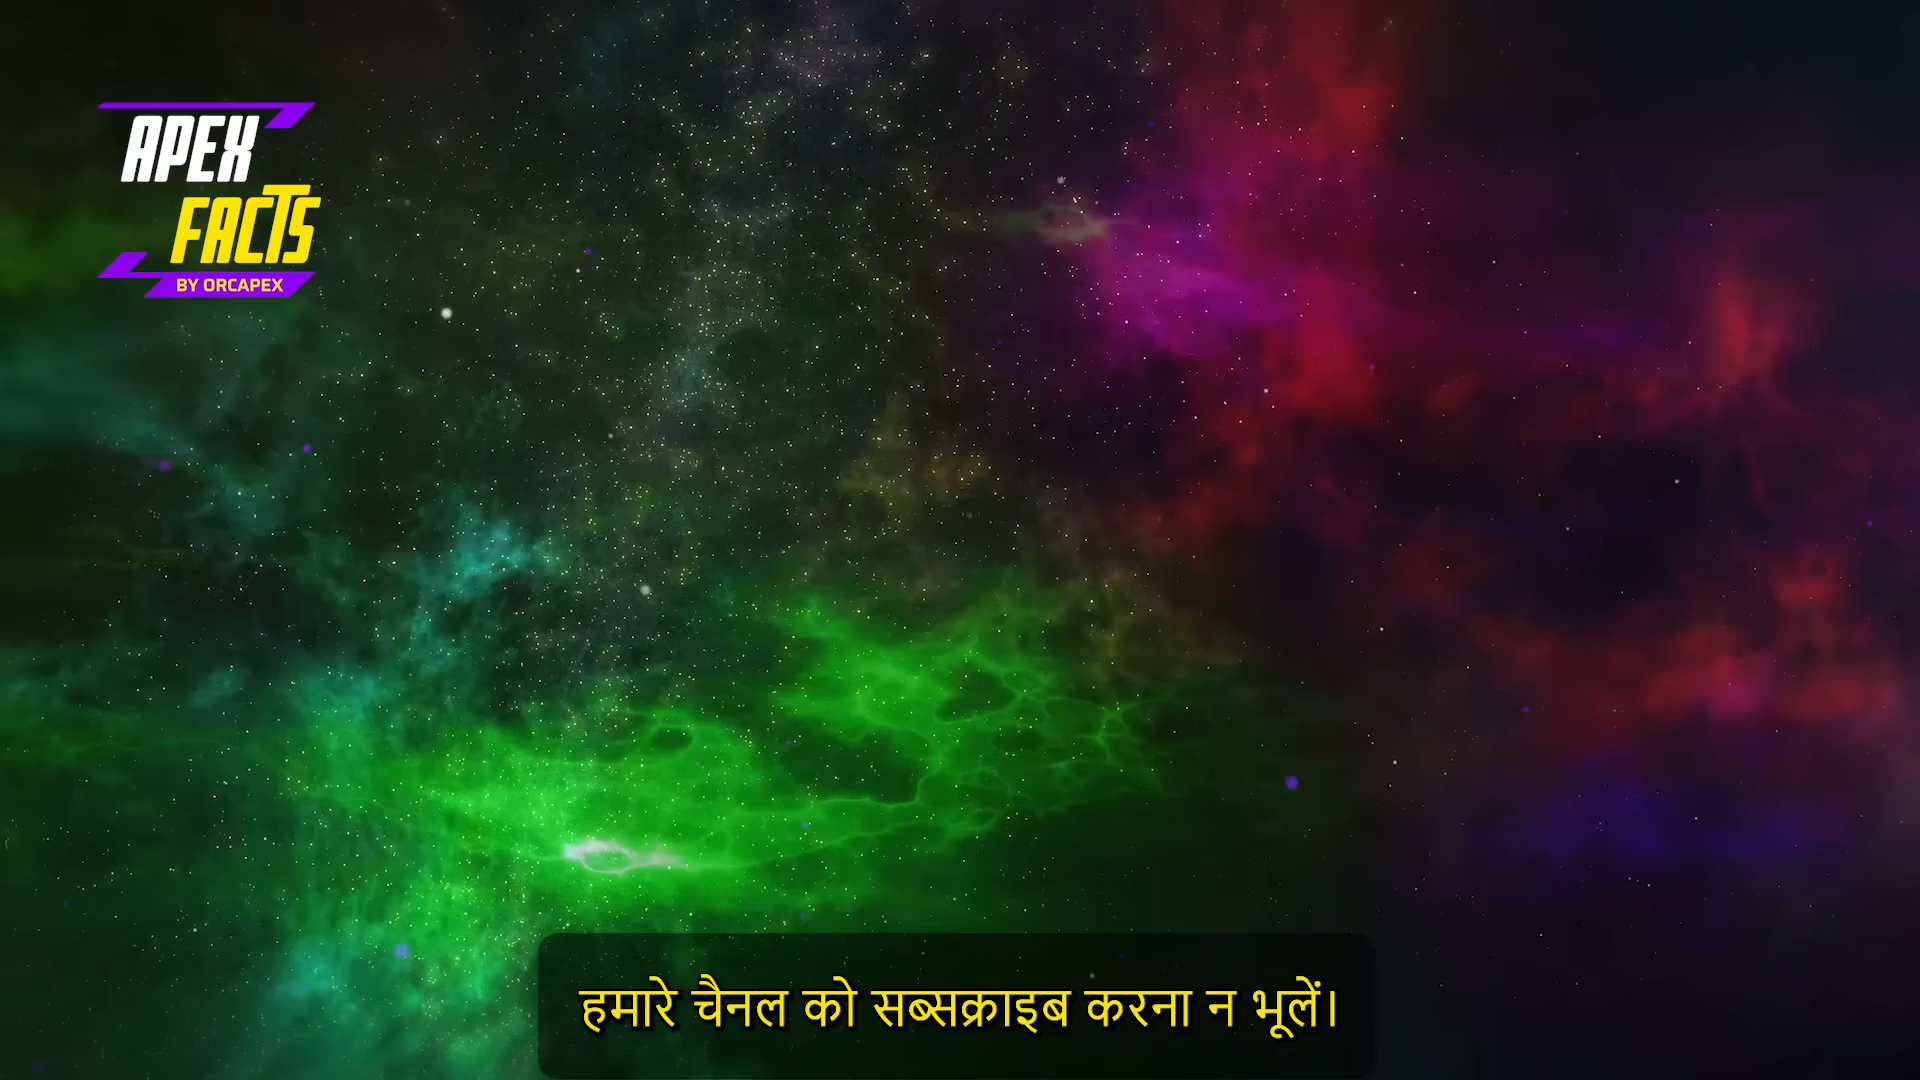 APEX
FACTS
BY ORCAPEX
हमारे चैनल को सब्सक्राइब करना न भूलें।